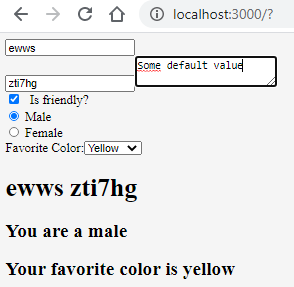 localhost:3000/?
ewws
Some default value
zti7hg
Is friendly?
Male
Female
Favorite Color: Yellow
ewws zti7hg
You are a male
Your favorite color is yellow